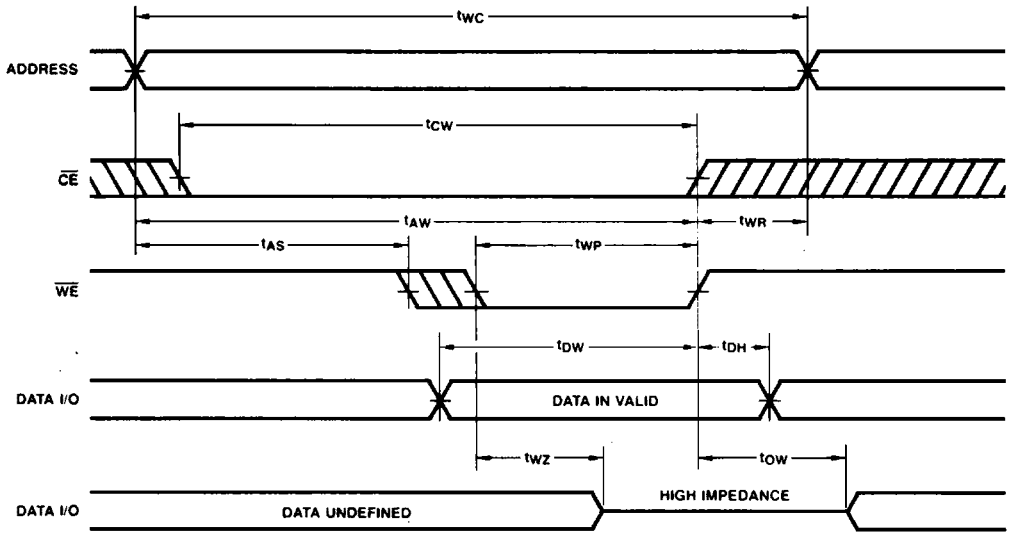 tWC
ADDRESS
tCW
CE
tAW
tWR
tAS
tWP
WE
tDW
tDH
DATA I/O
DATA IN VALID
tWZ
tOW
HIGH IMPEDANCE
DATA I/O
DATA UNDEFINED